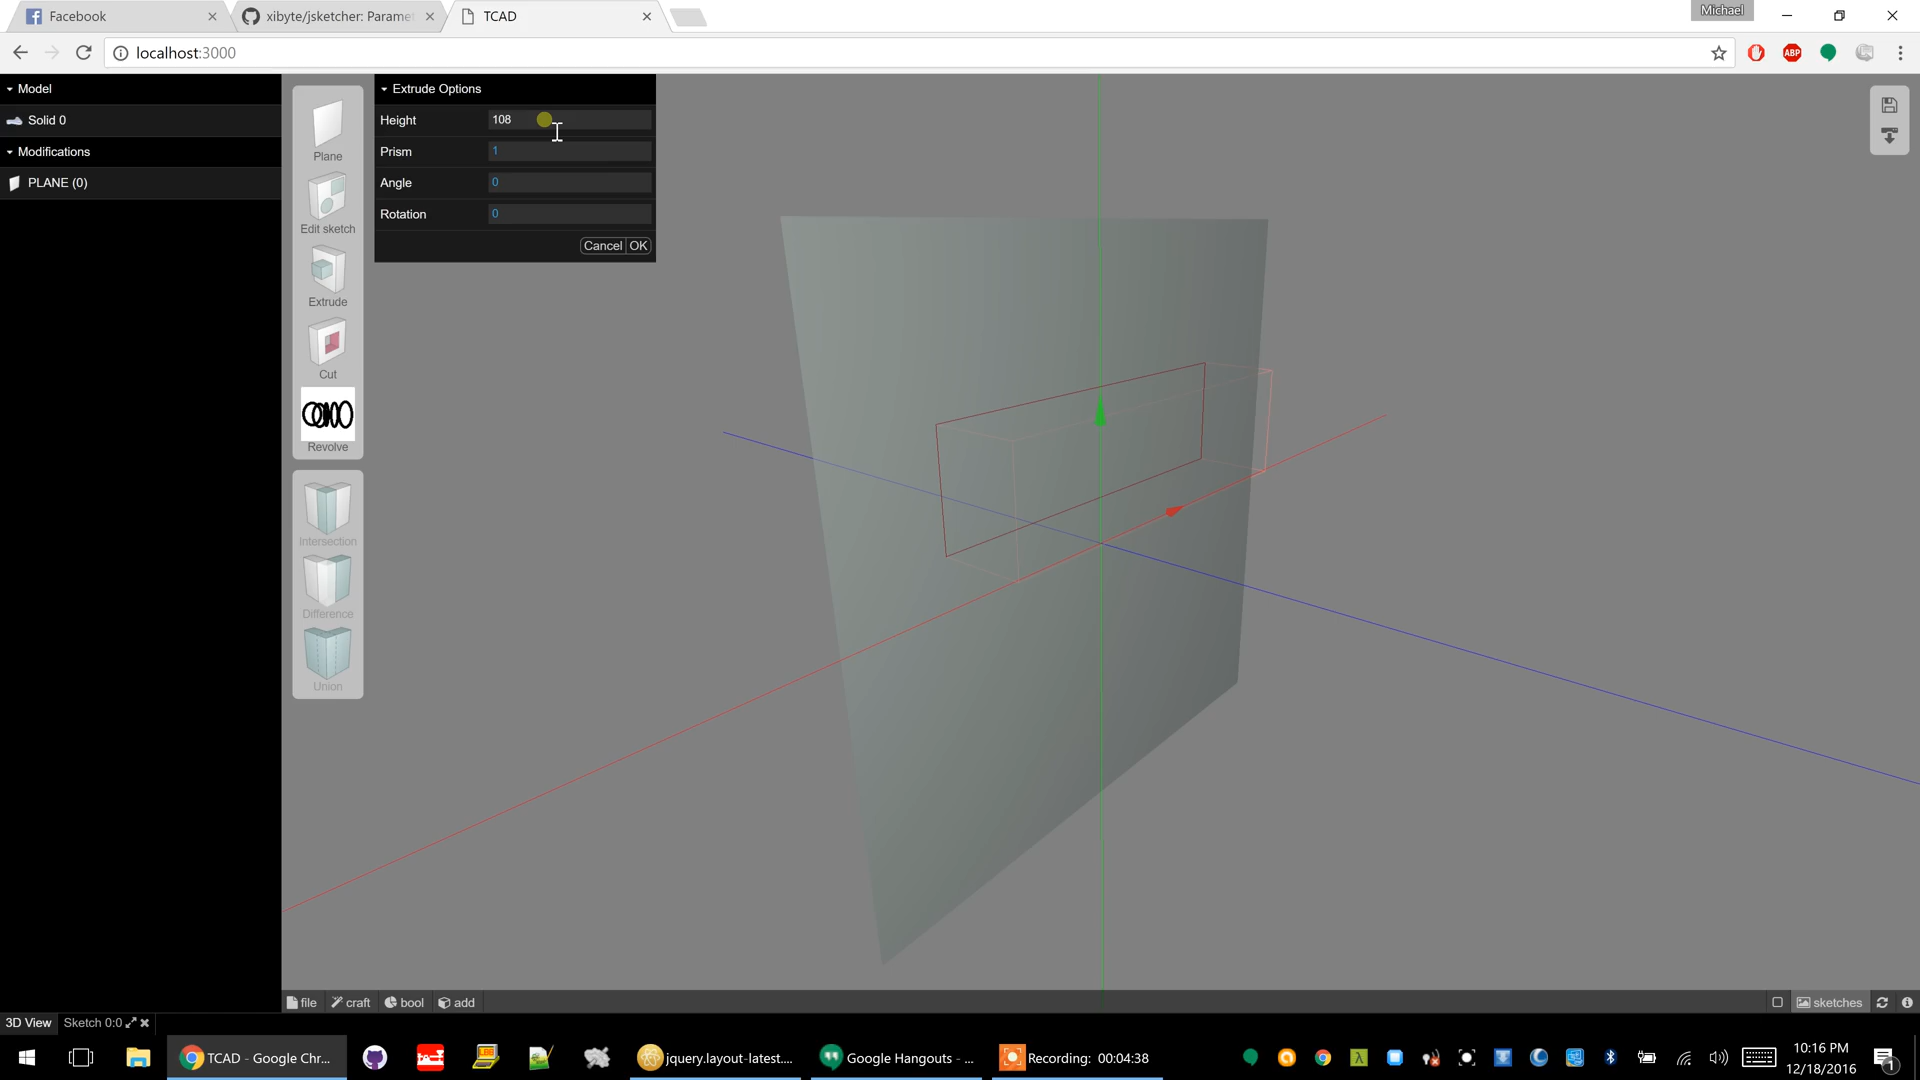 Facebook
xibyte/jsketcher: Paramet
TCAD
Michael
localhost:3000
ABP
Model
Solid 0
Modifications
PLANE (0)
Plane
Edit sketch
Extrude
Cut
Revolve
Intersection
Difference
Union
Extrude Options
Height 108
Prism 1
Angle 0
Rotation 0
Cancel OK
file craft bool add
sketches
3D View Sketch 0:0
TCAD - Google Chr...
jquery.layout-latest....
Google Hangouts - ...
Recording: 00:04:38
10:16 PM
12/18/2016
1